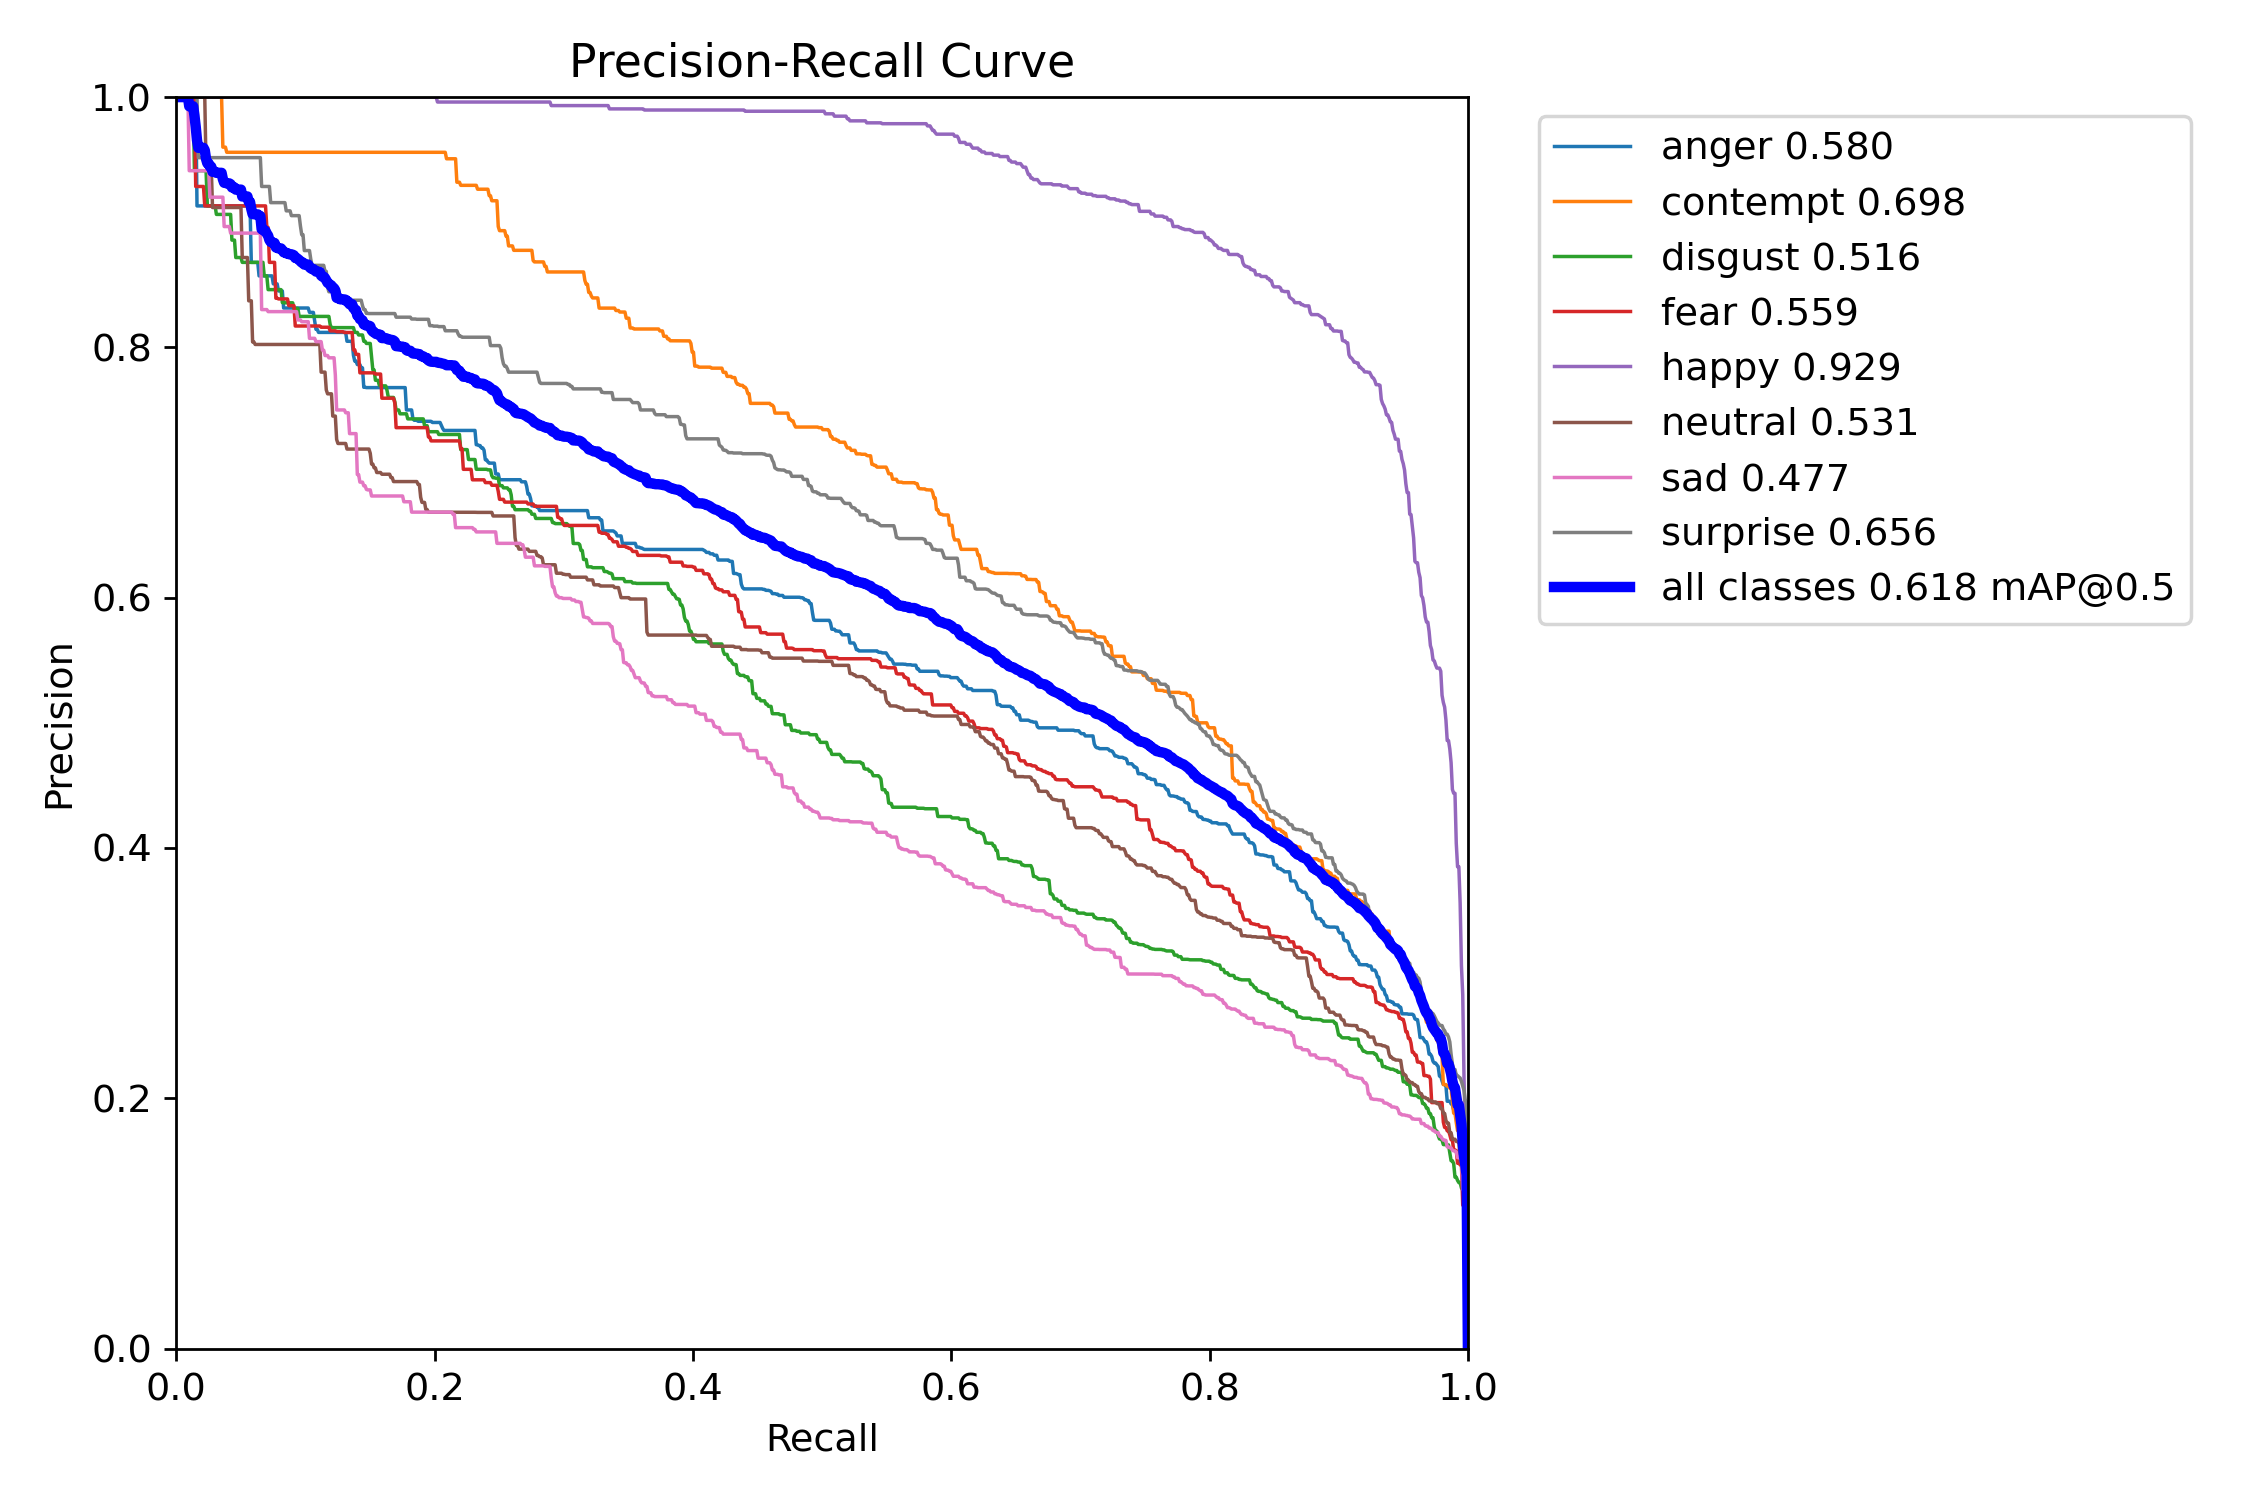 Precision-Recall Curve
1.0
0.8
0.6
0.4
0.2
0.0
Precision
0.0 0.2 0.4 0.6 0.8 1.0
Recall
anger 0.580
contempt 0.698
disgust 0.516
fear 0.559
happy 0.929
neutral 0.531
sad 0.477
surprise 0.656
all classes 0.618 mAP@0.5